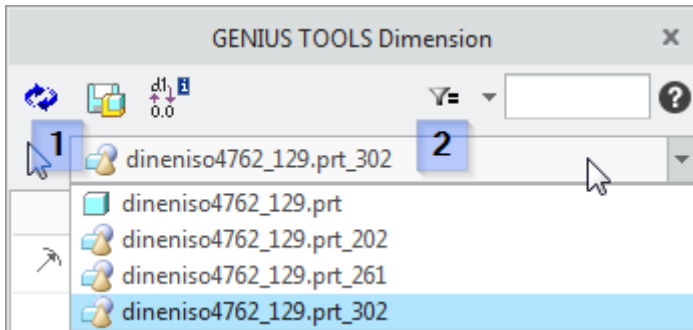 GENIUS TOOLS Dimension
d1 i
0.0
1
dineniso4762_129.prt_302
2
dineniso4762_129.prt
dineniso4762_129.prt_202
dineniso4762_129.prt_261
dineniso4762_129.prt_302